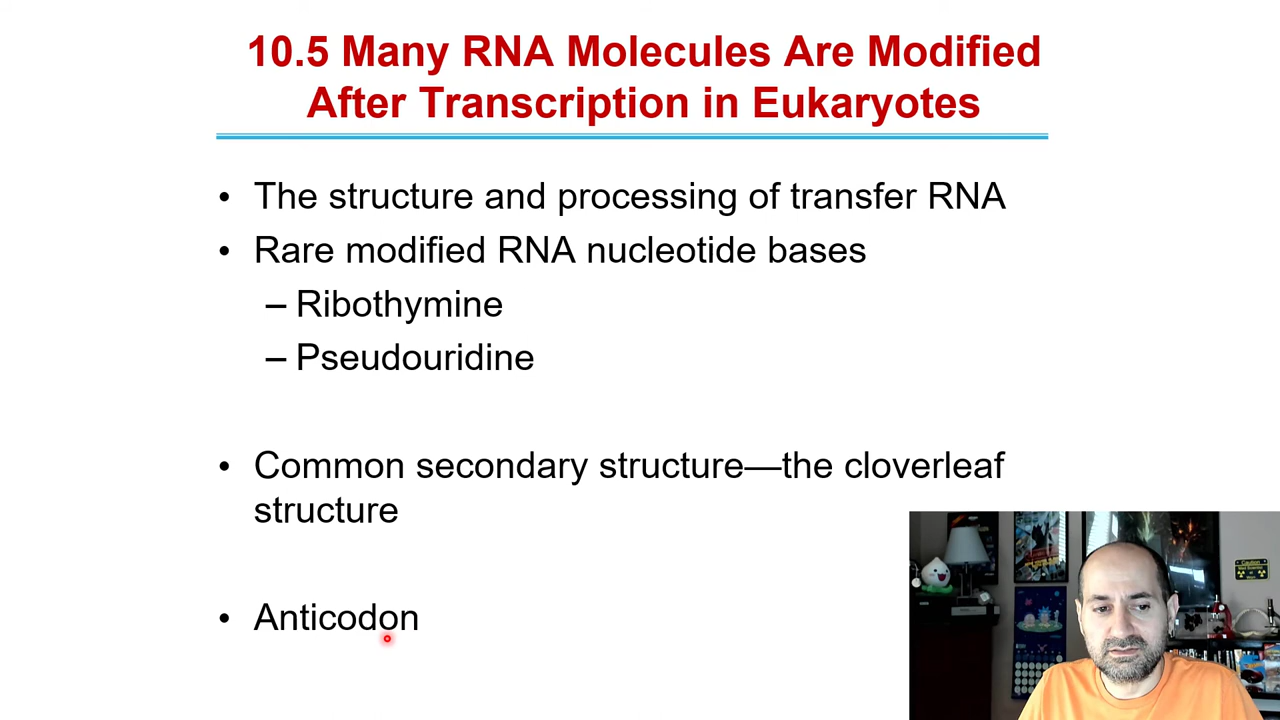 10.5 Many RNA Molecules Are Modified
After Transcription in Eukaryotes
• The structure and processing of transfer RNA
• Rare modified RNA nucleotide bases
– Ribothymine
– Pseudouridine
• Common secondary structure—the cloverleaf
structure
• Anticodon